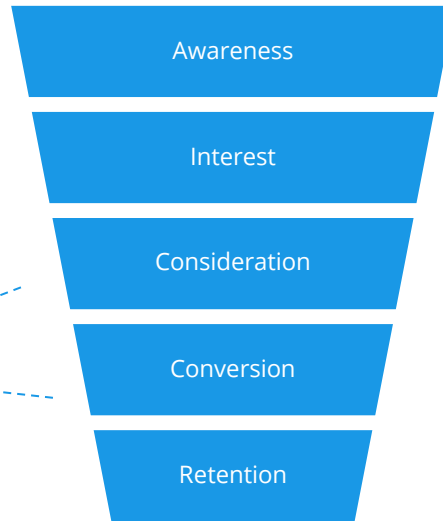 Awareness
Interest
Consideration
Conversion
Retention